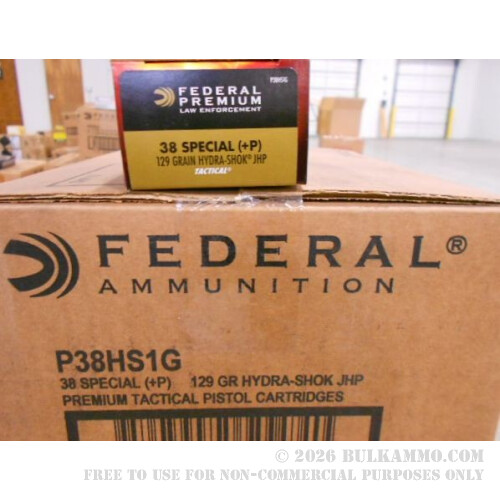 P38HS1G
FEDERAL
PREMIUM
LAW ENFORCEMENT
38 SPECIAL (+P)
129 GRAIN HYDRA-SHOK® JHP
TACTICAL®
FEDERAL®
AMMUNITION
P38HS1G
38 SPECIAL (+P) 129 GR HYDRA-SHOK JHP
PREMIUM TACTICAL PISTOL CARTRIDGES
© 2026 BULKAMMO.COM
FREE TO USE FOR NON-COMMERCIAL PURPOSES ONLY